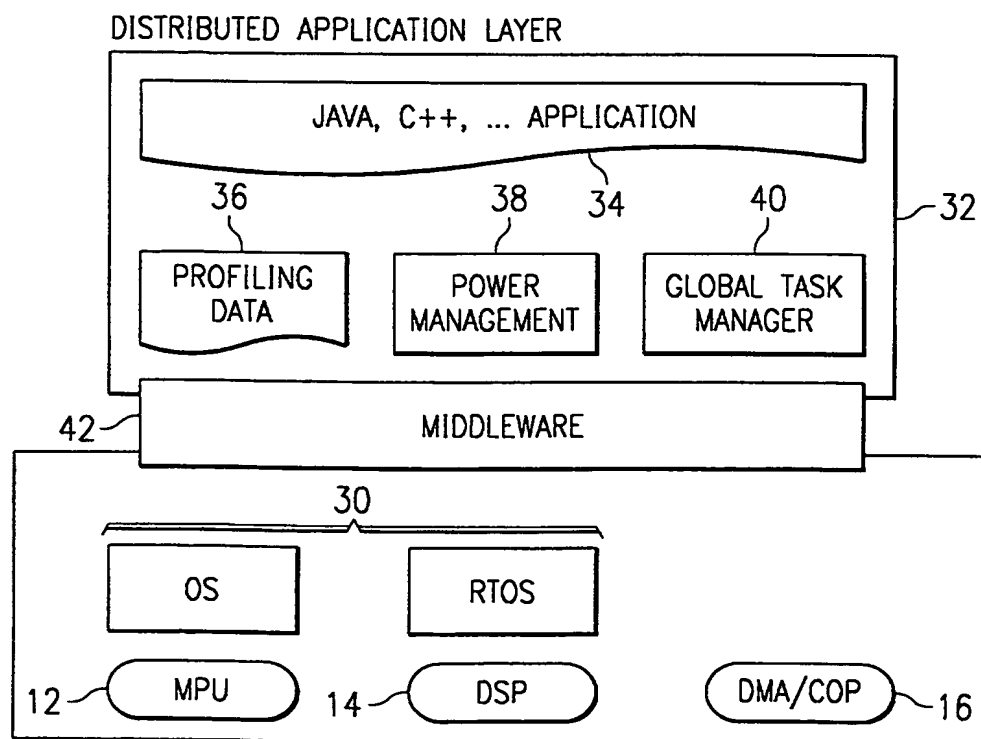 DISTRIBUTED APPLICATION LAYER
JAVA, C++, ... APPLICATION
34
36
38
40
32
PROFILING
DATA
POWER
MANAGEMENT
GLOBAL TASK
MANAGER
42
MIDDLEWARE
30
OS
RTOS
12
MPU
14
DSP
DMA/COP
16